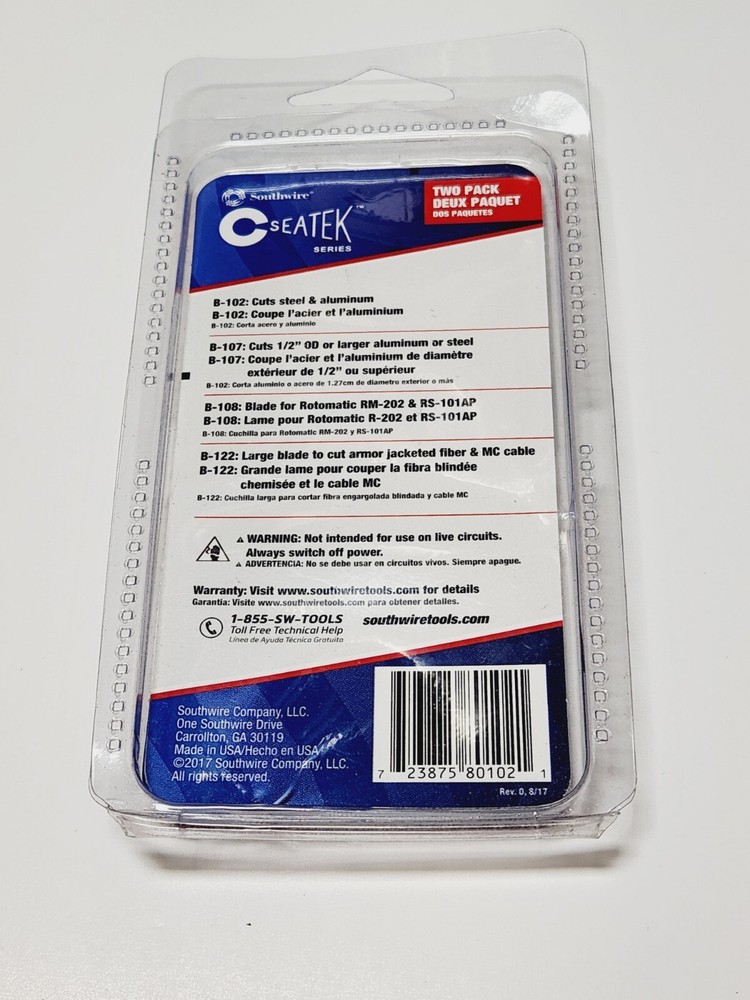 Southwire®
TWO PACK
DEUX PAQUET
DOS PAQUETES
SEATEK™
SERIES
B-102: Cuts steel & aluminum
B-102: Coupe l'acier et l'aluminium
B-102: Corta acero y aluminio
B-107: Cuts 1/2” OD or larger aluminum or steel
B-107: Coupe l'acier et l'aluminium de diamètre
extérieur de 1/2” ou supérieur
B-102: Corta aluminio o acero de 1.27cm de diametro exterior o más
B-108: Blade for Rotomatic RM-202 & RS-101AP
B-108: Lame pour Rotomatic R-202 et RS-101AP
B-108: Cuchilla para Rotomatic RM-202 y RS-101AP
B-122: Large blade to cut armor jacketed fiber & MC cable
B-122: Grande lame pour couper la fibra blindée
chemisée et le cable MC
B-122: Cuchilla larga para cortar fibra engargolada blindada y cable MC
⚠ WARNING: Not intended for use on live circuits.
Always switch off power.
⚠ ADVERTENCIA: No se debe usar en circuitos vivos. Siempre apague.
Warranty: Visit www.southwiretools.com for details
Garantia: Visite www.southwiretools.com para obtener detalles.
1-855-SW-TOOLS southwiretools.com
Toll Free Technical Help
Línea de Ayuda Técnica Gratuita
Southwire Company, LLC.
One Southwire Drive
Carrollton, GA 30119
Made in USA/Hecho en USA
©2017 Southwire Company, LLC.
All rights reserved.
7 23875 80102 1
Rev. 0, 8/17